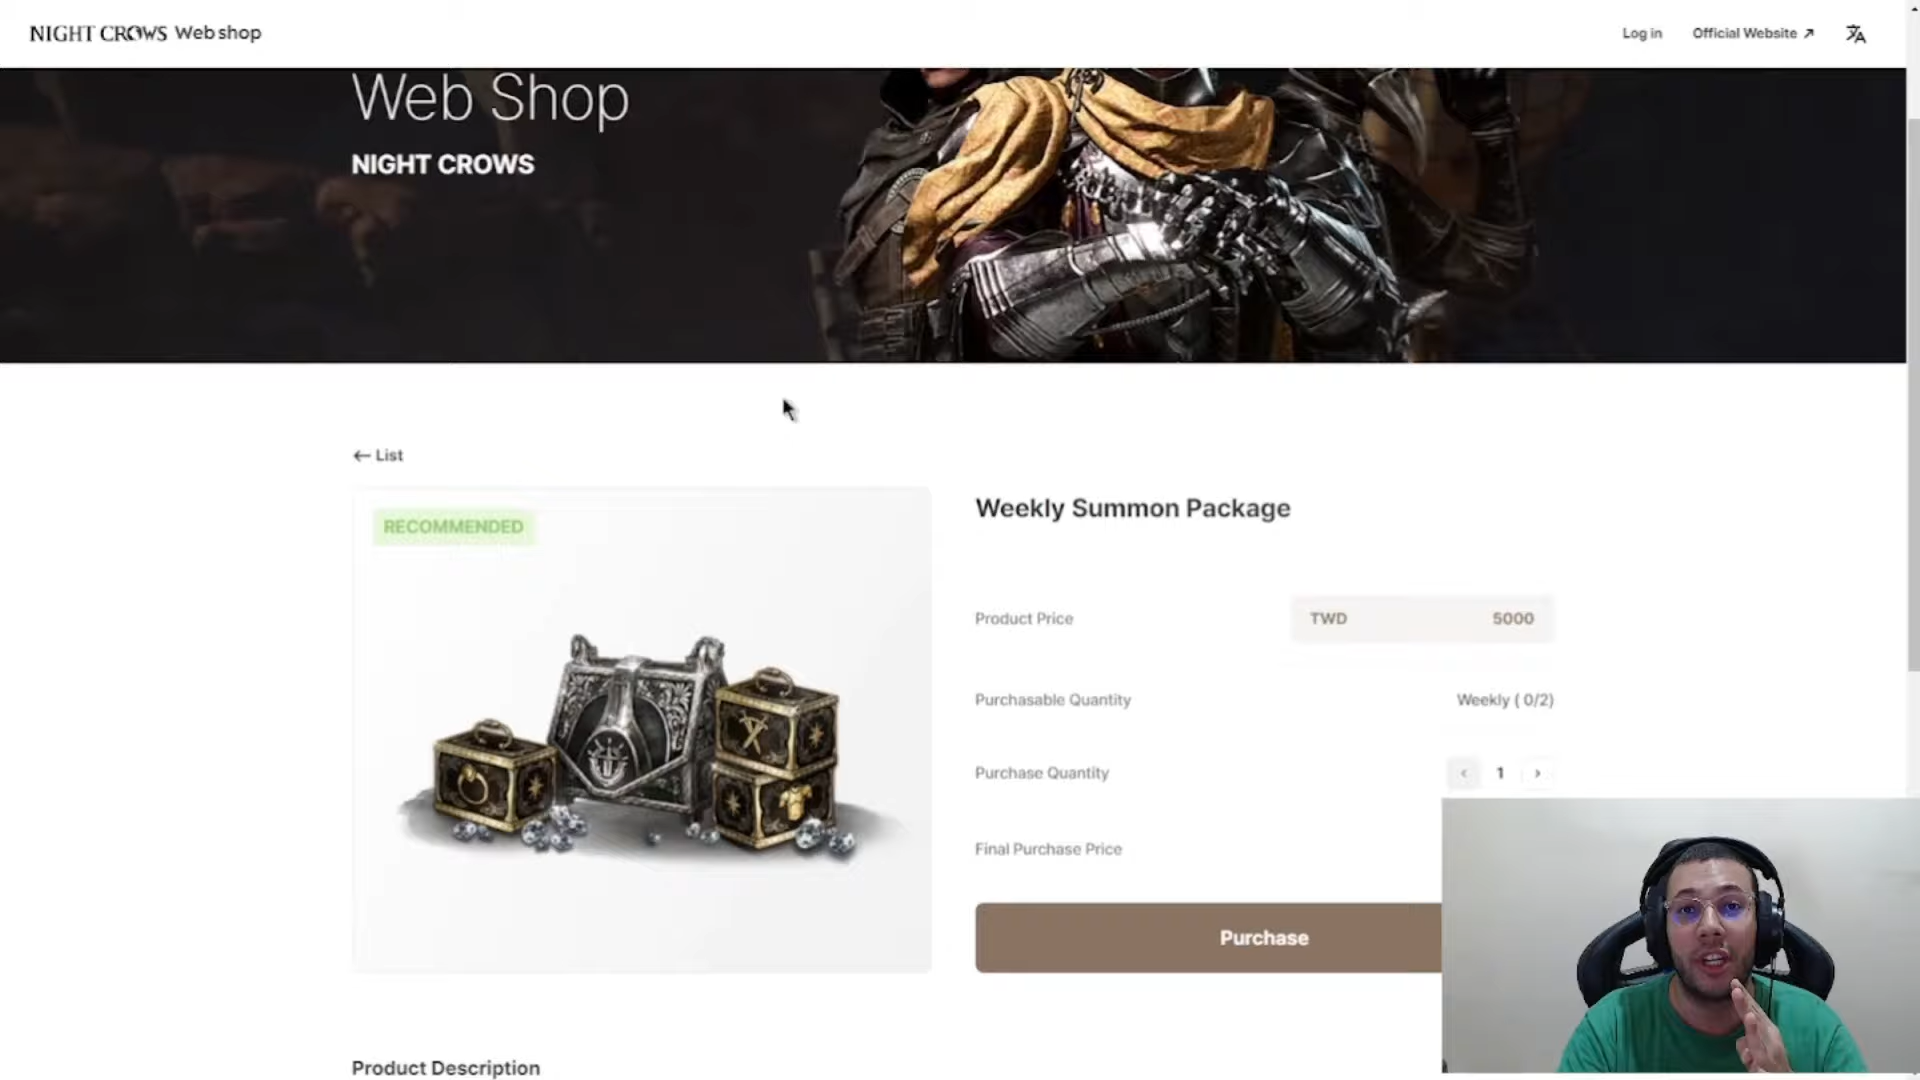 NIGHT CROWS Web shop
Log in
Official Website ↗
Web Shop
NIGHT CROWS
← List
RECOMMENDED
Weekly Summon Package
Product Price
TWD 5000
Purchasable Quantity
Weekly ( 0/2)
Purchase Quantity
‹ 1 ›
Final Purchase Price
Purchase
Product Description